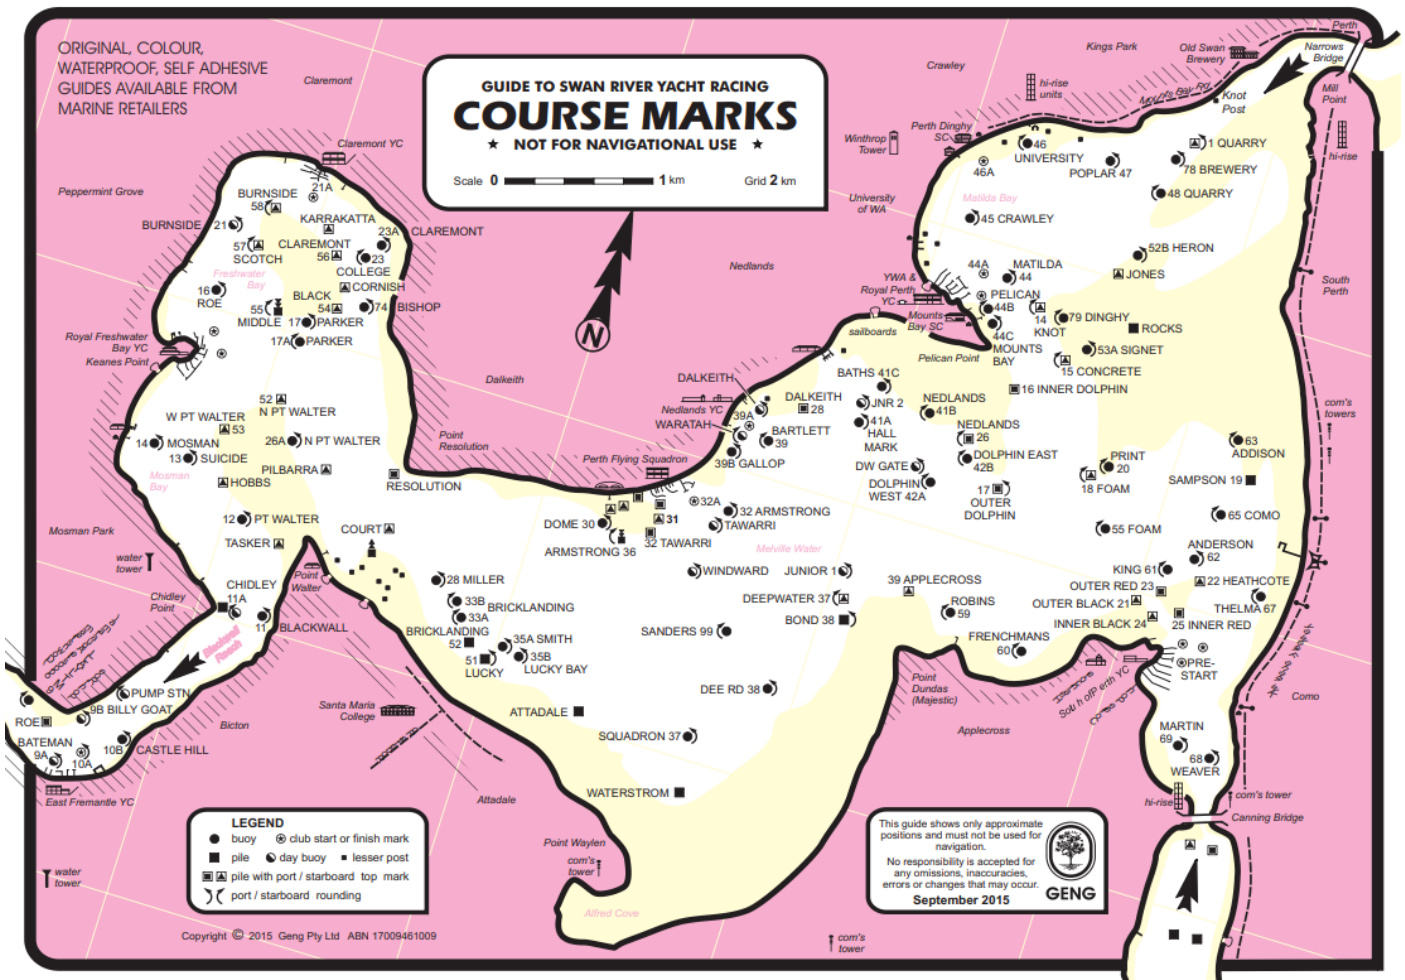 ORIGINAL, COLOUR,
WATERPROOF, SELF ADHESIVE
GUIDES AVAILABLE FROM
MARINE RETAILERS
GUIDE TO SWAN RIVER YACHT RACING
COURSE MARKS
★ NOT FOR NAVIGATIONAL USE ★
Scale 0 1 km Grid 2 km
Claremont
Claremont YC
Peppermint Grove
21A
BURNSIDE
58
BURNSIDE 21
KARRAKATTA
23A CLAREMONT
57
SCOTCH
CLAREMONT
56
23
COLLEGE
Freshwater
Bay
CORNISH
16
ROE
BLACK
54
55
MIDDLE
74 BISHOP
17 PARKER
17A PARKER
Royal Freshwater
Bay YC
Keanes Point
52
N PT WALTER
W PT WALTER
53
14 MOSMAN
13 SUICIDE
26A N PT WALTER
Mosman
Bay
PILBARRA
HOBBS
RESOLUTION
Point
Resolution
Mosman Park
12 PT WALTER
TASKER
COURT
water
tower
Chidley
Point
CHIDLEY
11A
11
BLACKWALL
Point
Walter
Blackwall
Reach
PUMP STN
9B BILLY GOAT
ROE
BATEMAN
9A
10A
10B
CASTLE HILL
East Fremantle YC
Bicton
Santa Maria
College
Attadale
water
tower
Dalkeith
Nedlands
N
DALKEITH
Nedlands YC
WARATAH
39A
BARTLETT
39
39B GALLOP
Perth Flying Squadron
DALKEITH
28
BATHS 41C
JNR 2
41A
HALL
MARK
NEDLANDS
41B
NEDLANDS
26
DOLPHIN EAST
42B
DW GATE
DOLPHIN
WEST 42A
17
OUTER
DOLPHIN
DOME 30
ARMSTRONG 36
31
32 TAWARRI
32A
32 ARMSTRONG
TAWARRI
Melville Water
WINDWARD
JUNIOR 1
DEEPWATER 37
BOND 38
39 APPLECROSS
ROBINS
59
FRENCHMANS
60
SANDERS 99
28 MILLER
33B
BRICKLANDING
33A
BRICKLANDING
52
51
LUCKY
35A SMITH
35B
LUCKY BAY
DEE RD 38
ATTADALE
SQUADRON 37
WATERSTROM
Point Waylen
com's
tower
Alfred Cove
com's
tower
Point
Dundas
(Majestic)
Applecross
South of Perth YC
Crawley
Kings Park
Old Swan
Brewery
Perth
Narrows
Bridge
hi-rise
units
Mounts Bay Rd
Knot
Post
Mill
Point
hi-rise
Winthrop
Tower
Perth Dinghy
SC
46
UNIVERSITY
46A
POPLAR 47
1 QUARRY
78 BREWERY
48 QUARRY
University
of WA
Matilda Bay
45 CRAWLEY
52B HERON
JONES
44A
MATILDA
44
YWA &
Royal Perth
YC
PELICAN
44B
Mounts
Bay SC
44C
MOUNTS
BAY
14
KNOT
79 DINGHY
ROCKS
sailboards
Pelican Point
53A SIGNET
15 CONCRETE
16 INNER DOLPHIN
South
Perth
com's
towers
63
ADDISON
PRINT
20
18 FOAM
SAMPSON 19
55 FOAM
65 COMO
ANDERSON
62
KING 61
OUTER RED 23
22 HEATHCOTE
OUTER BLACK 21
THELMA 67
INNER BLACK 24
25 INNER RED
PRE-
START
Como
MARTIN
69
68
WEAVER
hi-rise
com's tower
Canning Bridge
LEGEND
buoy club start or finish mark
pile day buoy lesser post
pile with port / starboard top mark
port / starboard rounding
This guide shows only approximate
positions and must not be used for
navigation.
No responsibility is accepted for
any omissions, inaccuracies,
errors or changes that may occur.
September 2015
GENG
Copyright © 2015 Geng Pty Ltd ABN 17009461009